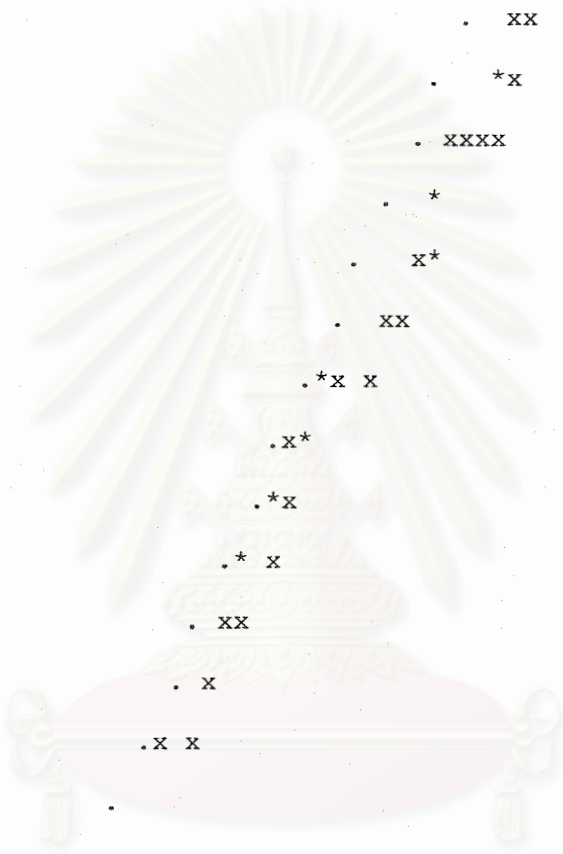 . xx
. *x
. xxxx
. *
. x*
. xx
. *x x
. x*
. *x
. * x
. xx
. x
. x x
.